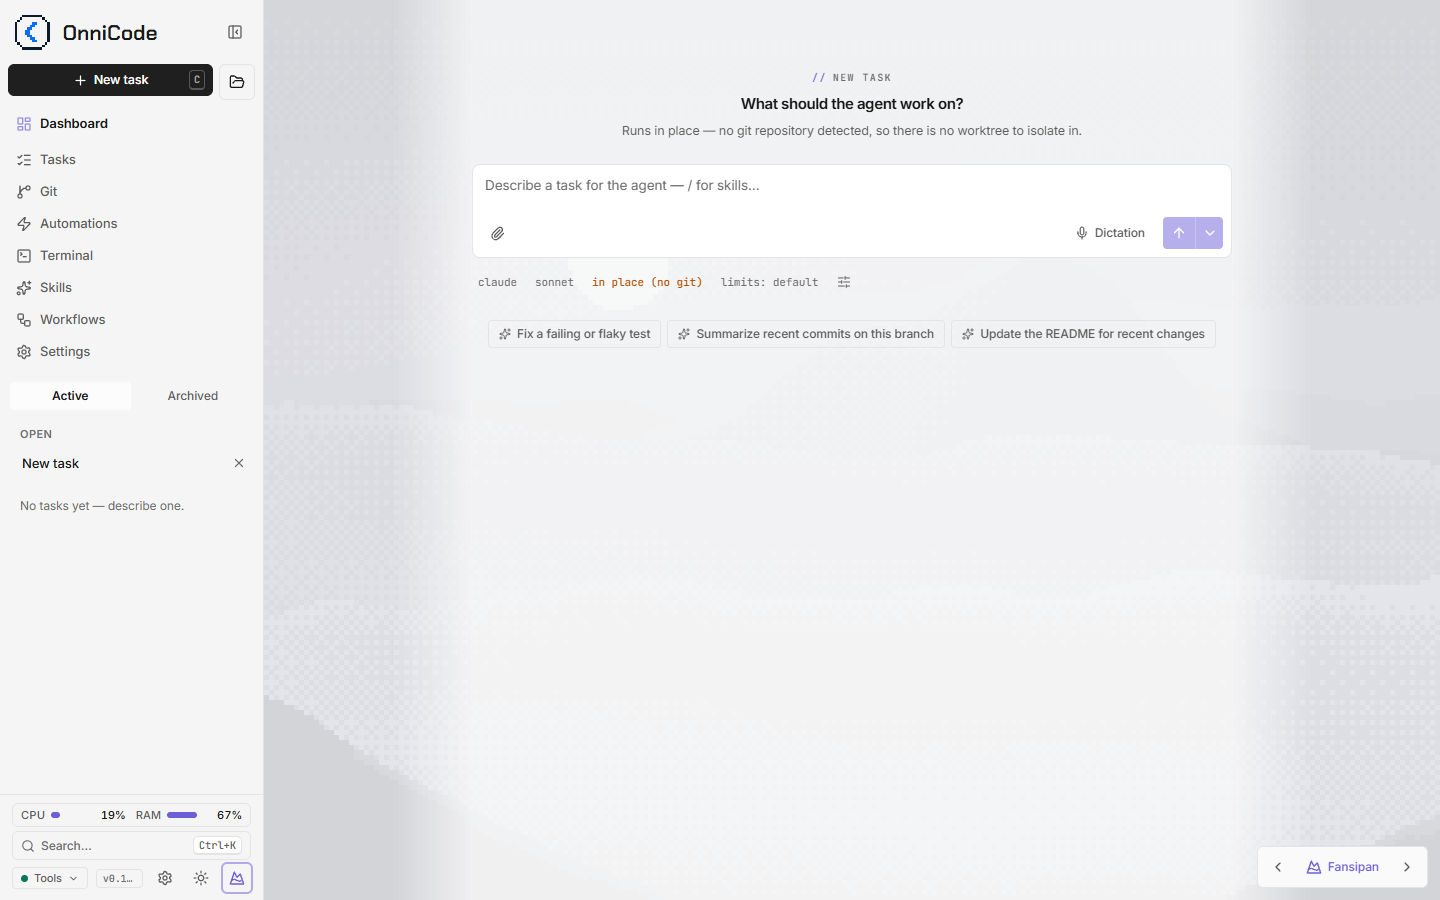 OnniCode
New task
C
Dashboard
Tasks
Git
Automations
Terminal
Skills
Workflows
Settings
Active
Archived
OPEN
New task
No tasks yet — describe one.
CPU 19% RAM 67%
Search... Ctrl+K
Tools
v0.1...
// NEW TASK
What should the agent work on?
Runs in place — no git repository detected, so there is no worktree to isolate in.
Describe a task for the agent — / for skills...
Dictation
claude sonnet in place (no git) limits: default
Fix a failing or flaky test
Summarize recent commits on this branch
Update the README for recent changes
Fansipan